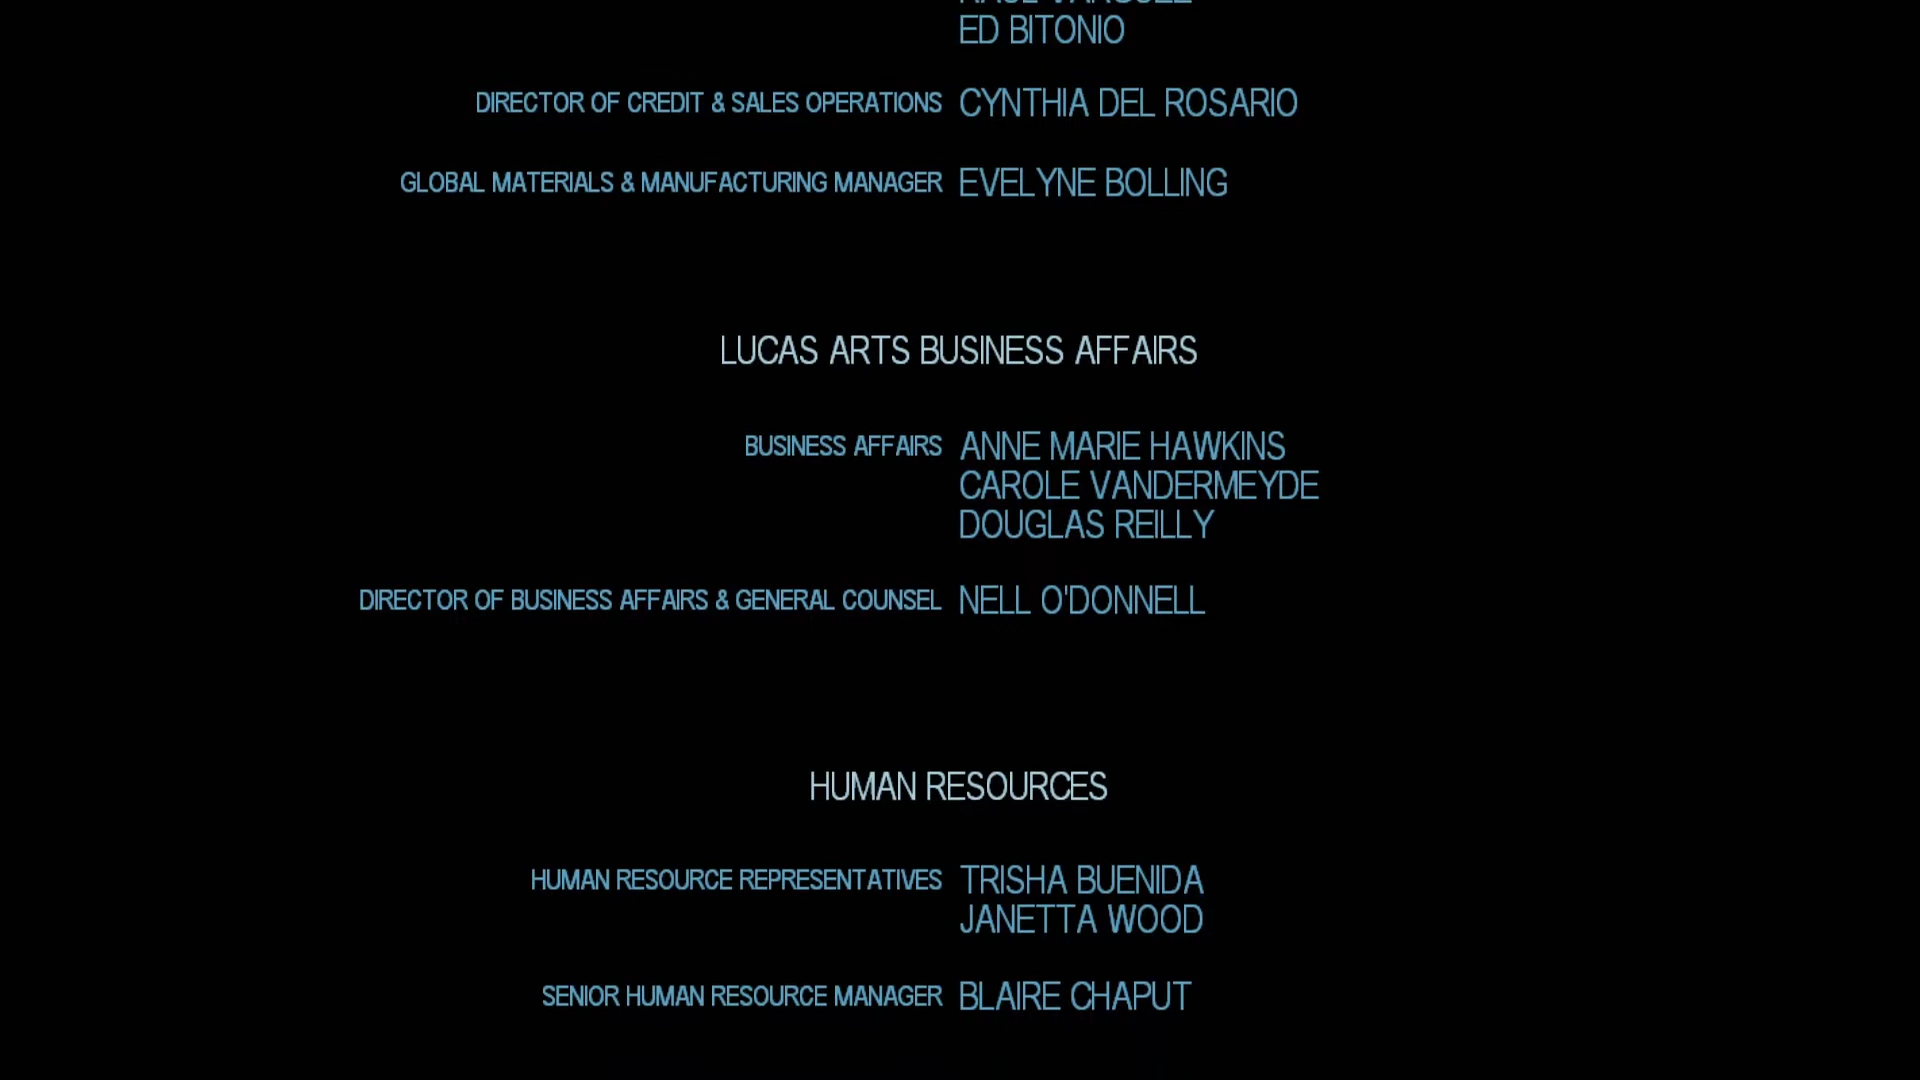 ED BITONIO
DIRECTOR OF CREDIT & SALES OPERATIONS CYNTHIA DEL ROSARIO
GLOBAL MATERIALS & MANUFACTURING MANAGER EVELYNE BOLLING
LUCAS ARTS BUSINESS AFFAIRS
BUSINESS AFFAIRS ANNE MARIE HAWKINS
CAROLE VANDERMEYDE
DOUGLAS REILLY
DIRECTOR OF BUSINESS AFFAIRS & GENERAL COUNSEL NELL O'DONNELL
HUMAN RESOURCES
HUMAN RESOURCE REPRESENTATIVES TRISHA BUENIDA
JANETTA WOOD
SENIOR HUMAN RESOURCE MANAGER BLAIRE CHAPUT